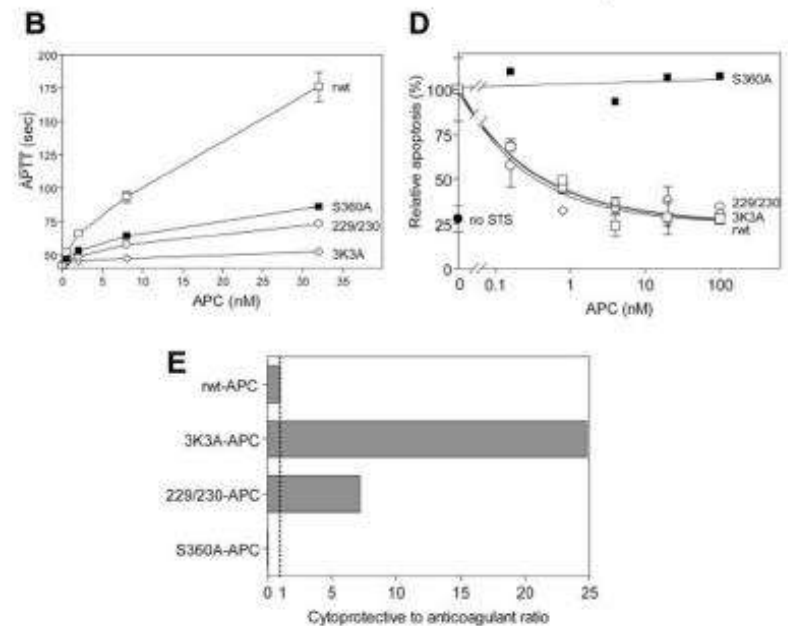 B
APTT (sec)
200
175
150
125
100
75
50
0 5 10 15 20 25 30 35
APC (nM)
rwt
S360A
229/230
3K3A
D
Relative apoptosis (%)
100
75
50
25
0
0 0.1 1 10 100
APC (nM)
S360A
no STS
229/230
3K3A
rwt
E
rwt-APC
3K3A-APC
229/230-APC
S360A-APC
0 1 5 10 15 20 25
Cytoprotective to anticoagulant ratio